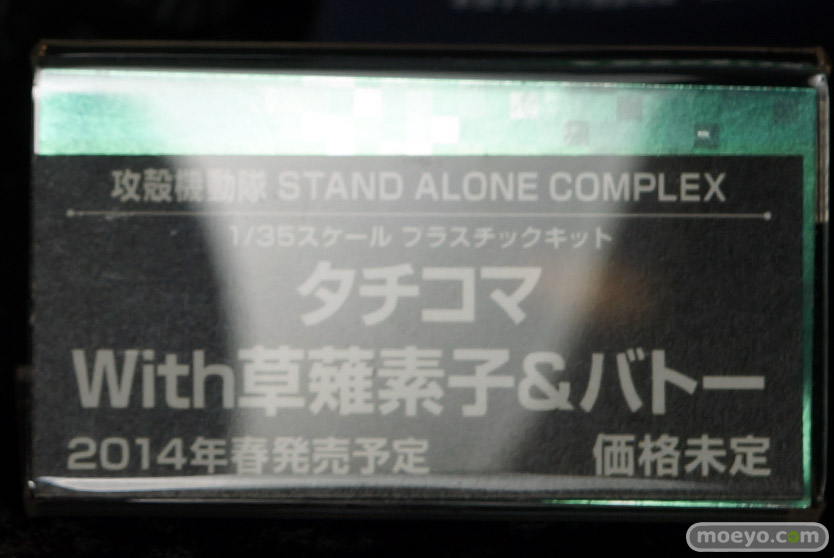 攻殻機動隊 STAND ALONE COMPLEX
1/35スケール プラスチックキット
タチコマ
With草薙素子&バトー
2014年春発売予定 価格未定
moeyo.com